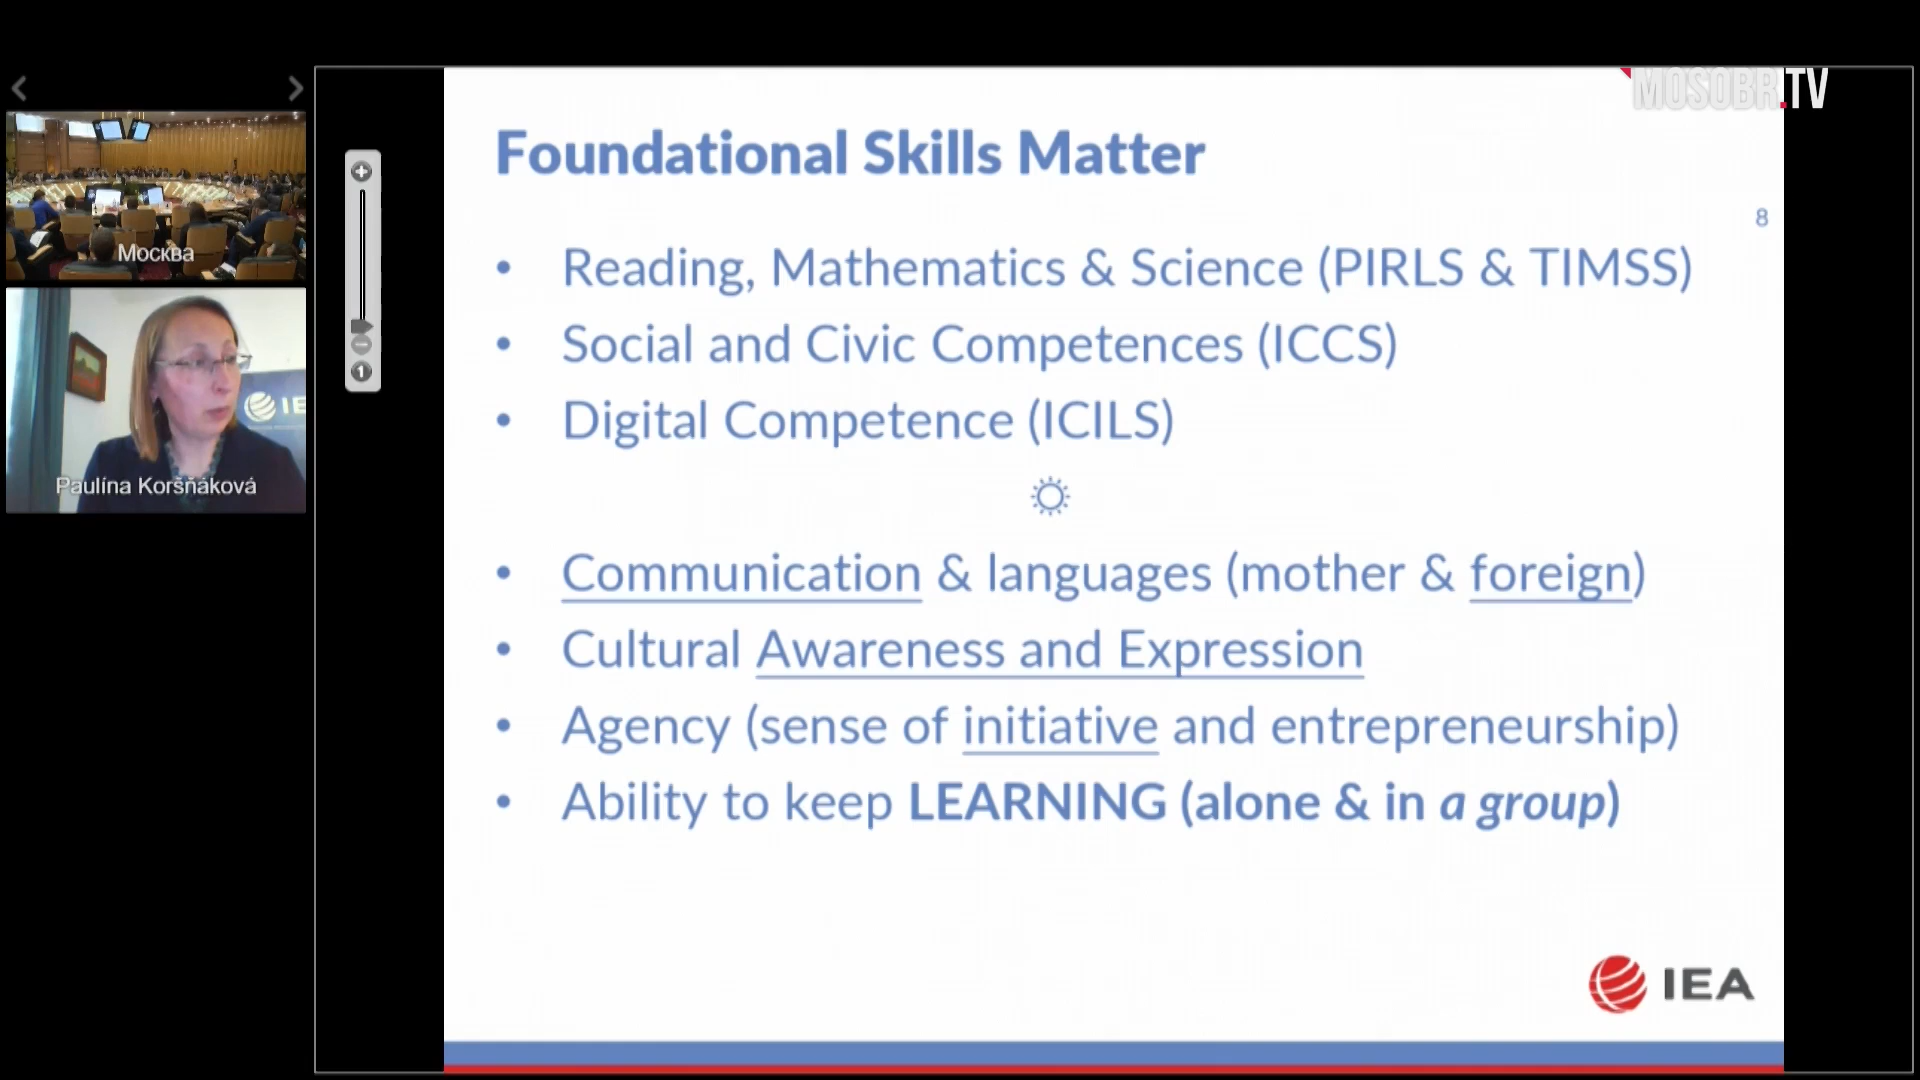 MOSOBR.TV
Foundational Skills Matter
8
• Reading, Mathematics & Science (PIRLS & TIMSS)
• Social and Civic Competences (ICCS)
• Digital Competence (ICILS)
• Communication & languages (mother & foreign)
• Cultural Awareness and Expression
• Agency (sense of initiative and entrepreneurship)
• Ability to keep LEARNING (alone & in a group)
IEA
Москва
IE
Paulína Koršňáková
1